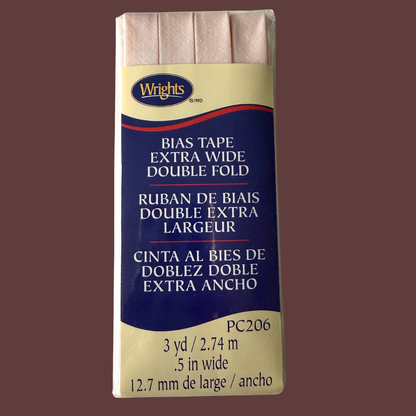 Wrights
®/MD
BIAS TAPE
EXTRA WIDE
DOUBLE FOLD
RUBAN DE BIAIS
DOUBLE EXTRA
LARGEUR
CINTA AL BIES DE
DOBLEZ DOBLE
EXTRA ANCHO
PC206
3 yd / 2.74 m
.5 in wide
12.7 mm de large / ancho